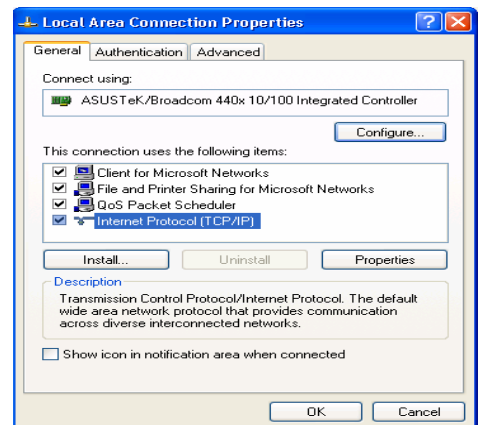 Local Area Connection Properties
General Authentication Advanced
Connect using:
ASUSTeK/Broadcom 440x 10/100 Integrated Controller
Configure...
This connection uses the following items:
Client for Microsoft Networks
File and Printer Sharing for Microsoft Networks
QoS Packet Scheduler
Internet Protocol (TCP/IP)
Install... Uninstall Properties
Description
Transmission Control Protocol/Internet Protocol. The default
wide area network protocol that provides communication
across diverse interconnected networks.
Show icon in notification area when connected
OK Cancel